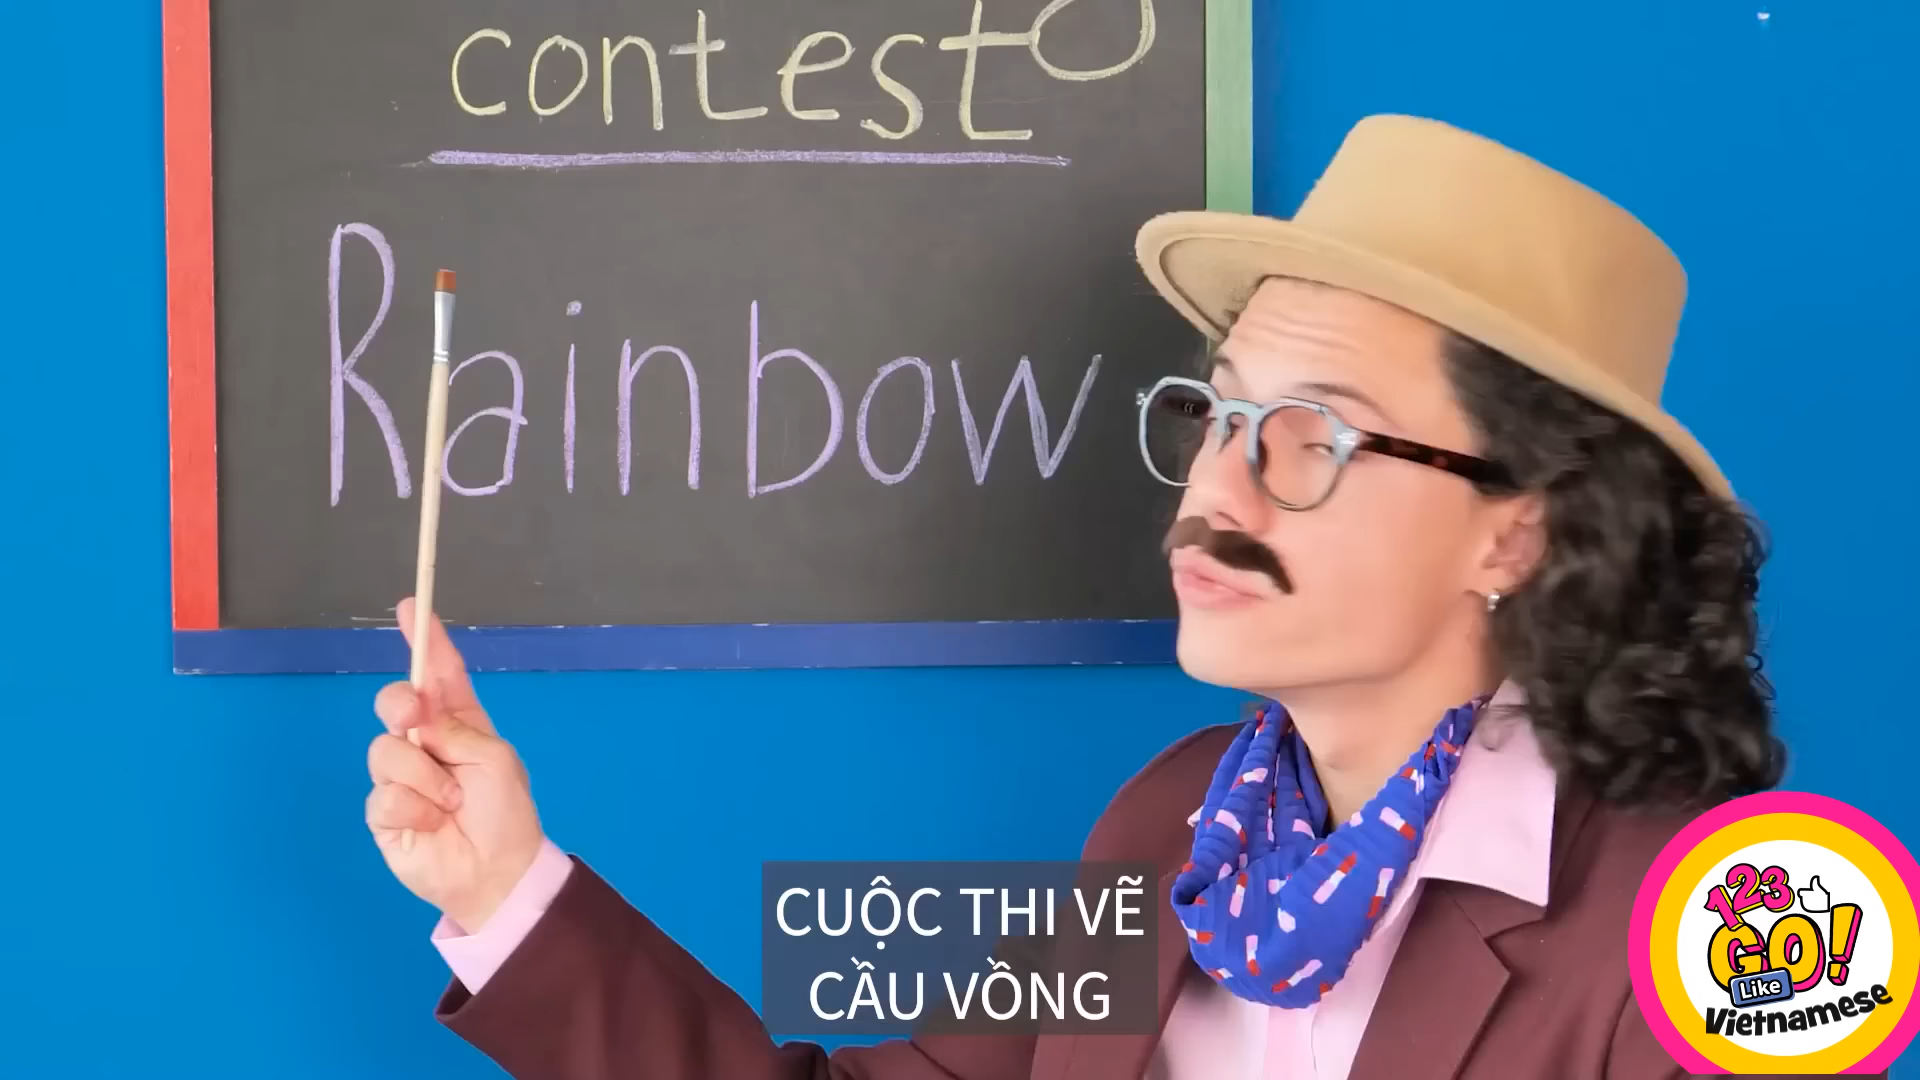 contest
Rainbow
CUỘC THI VẼ
CẦU VỒNG
123
GO!
Like
Vietnamese